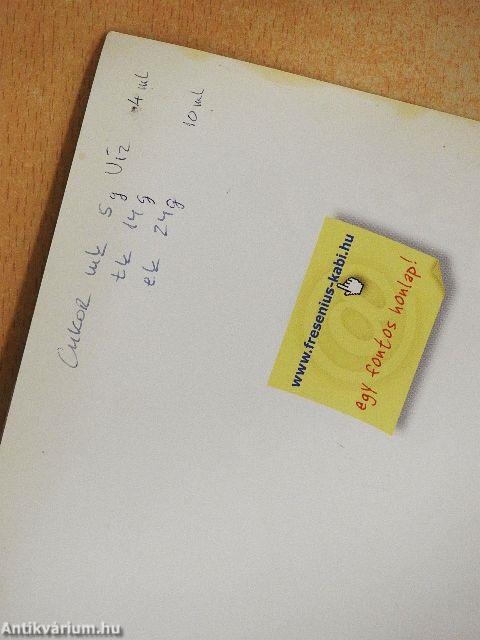 Cukor mk 5g Víz 4 ml
tk 14g 10 ml
ek 24g
www.fresenius-kabi.hu
egy fontos honlap!
Antikvárium.hu